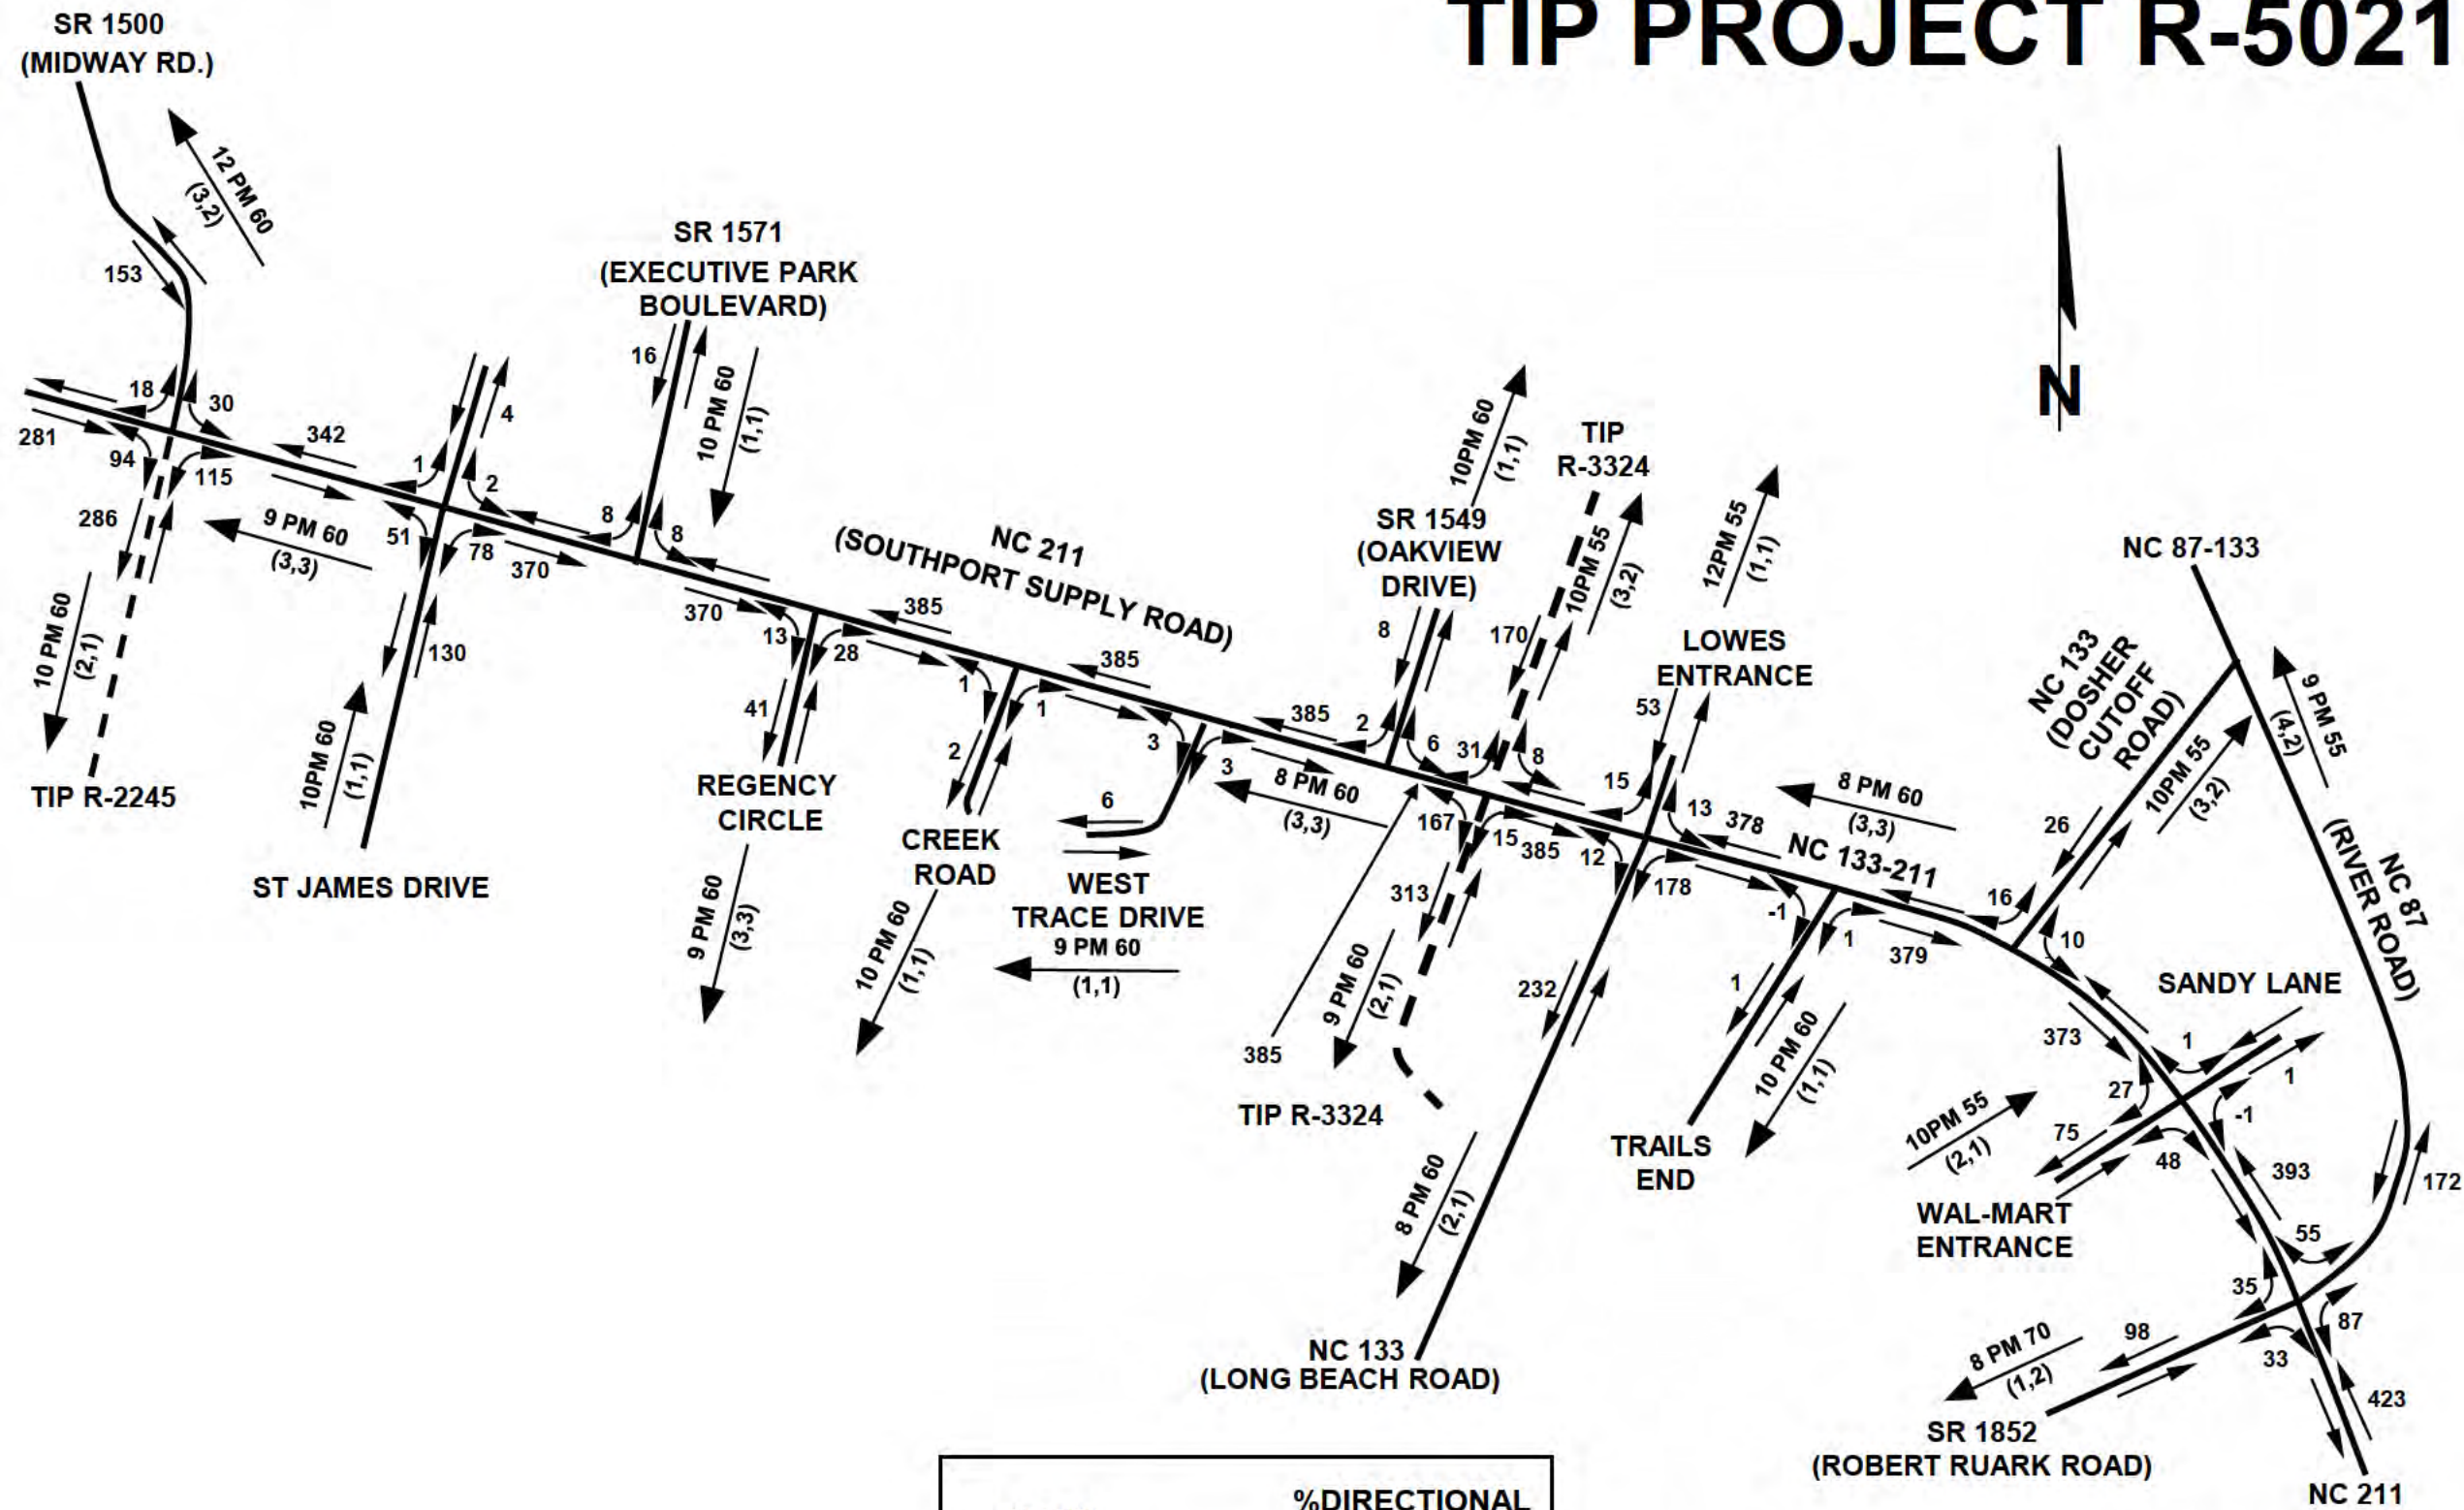 TIP PROJECT R-5021
SR 1500
(MIDWAY RD.)
12 PM 60
(3,2)
153
18
30
281
94
115
286
342
9 PM 60
(3,3)
10 PM 60
(2,1)
TIP R-2245
1
4
2
51
78
370
130
10PM 60
(1,1)
ST JAMES DRIVE
SR 1571
(EXECUTIVE PARK
BOULEVARD)
16
10 PM 60
(1,1)
8
8
370
13
28
385
41
REGENCY
CIRCLE
9 PM 60
(3,3)
NC 211
(SOUTHPORT SUPPLY ROAD)
1
1
385
2
CREEK
ROAD
10 PM 60
(1,1)
3
3
6
WEST
TRACE DRIVE
9 PM 60
(1,1)
385
8 PM 60
(3,3)
10PM 60
(1,1)
SR 1549
(OAKVIEW
DRIVE)
8
2
6
TIP
R-3324
10PM 55
(3,2)
170
31
8
167
15
385
313
9 PM 60
(2,1)
385
TIP R-3324
12PM 55
(1,1)
LOWES
ENTRANCE
53
15
13
378
12
178
232
8 PM 60
(2,1)
NC 133
(LONG BEACH ROAD)
8 PM 60
(3,3)
NC 133-211
-1
1
379
1
10 PM 60
(1,1)
TRAILS
END
N
NC 87-133
NC 133
(DOSHER
CUTOFF
ROAD)
10PM 55
(3,2)
26
16
10
373
9 PM 55
(4,2)
NC 87
(RIVER ROAD)
SANDY LANE
1
1
27
-1
75
48
393
10PM 55
(2,1)
WAL-MART
ENTRANCE
172
55
35
87
33
98
8 PM 70
(1,2)
423
SR 1852
(ROBERT RUARK ROAD)
NC 211
%DIRECTIONAL